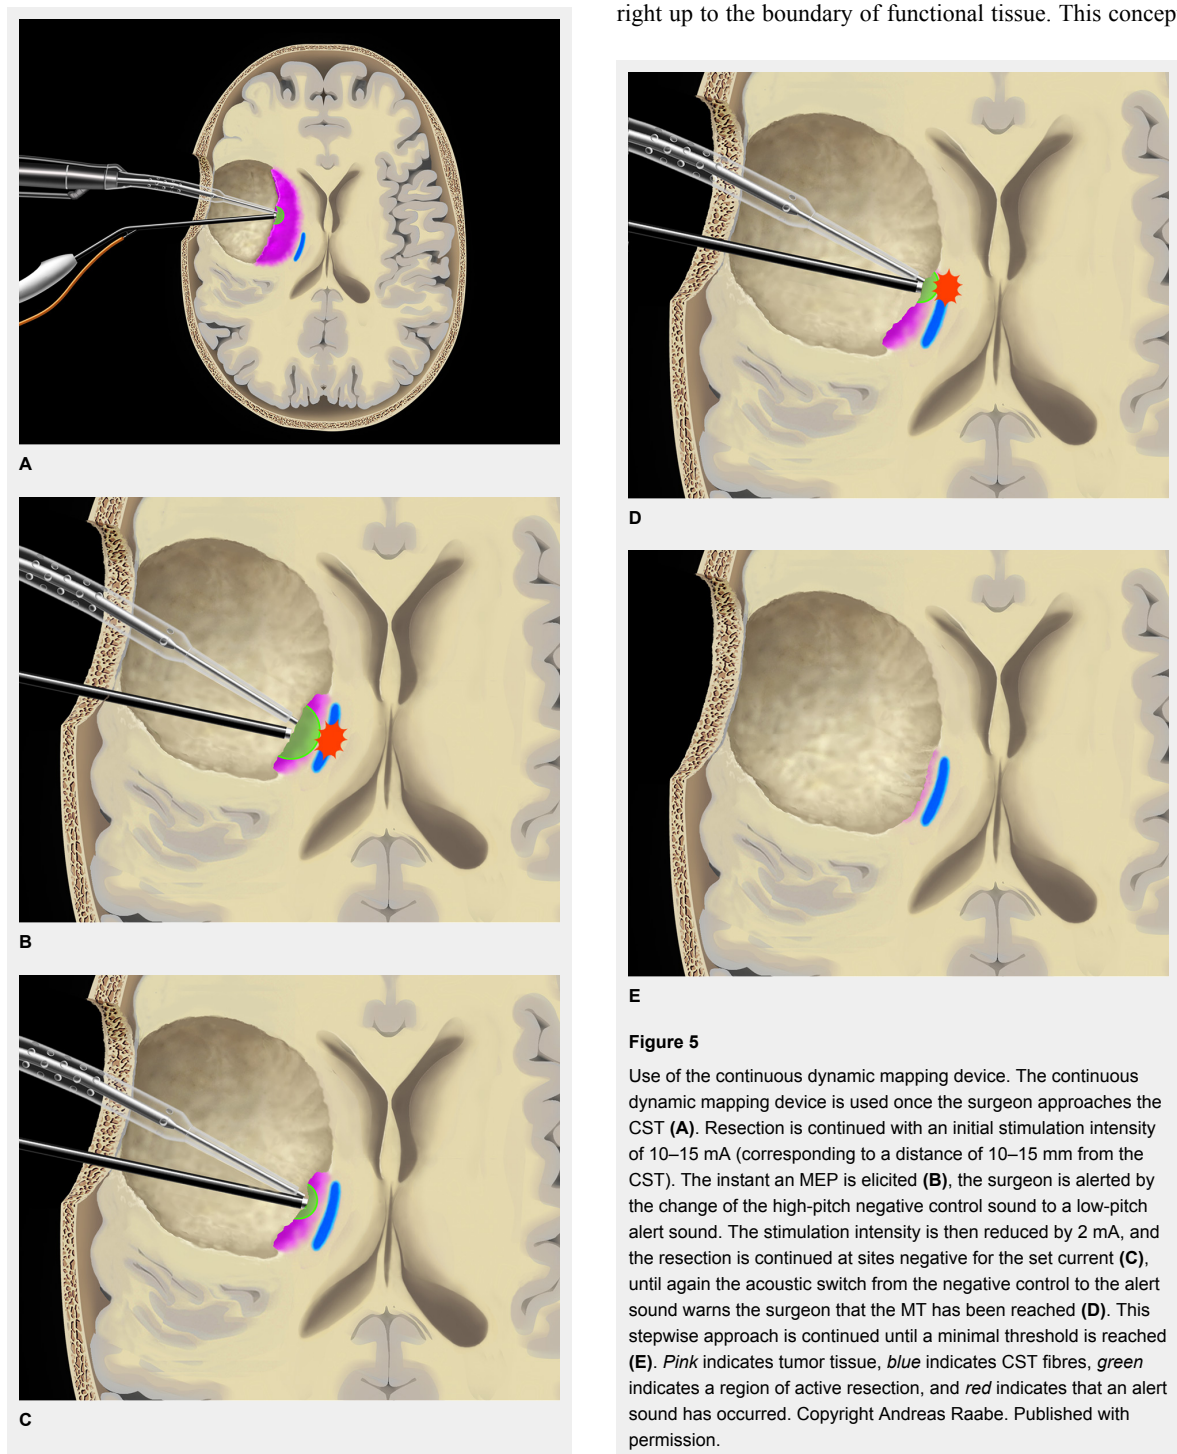 right up to the boundary of functional tissue. This concep
A
B
C
D
E
Figure 5
Use of the continuous dynamic mapping device. The continuous
dynamic mapping device is used once the surgeon approaches the
CST (A). Resection is continued with an initial stimulation intensity
of 10–15 mA (corresponding to a distance of 10–15 mm from the
CST). The instant an MEP is elicited (B), the surgeon is alerted by
the change of the high-pitch negative control sound to a low-pitch
alert sound. The stimulation intensity is then reduced by 2 mA, and
the resection is continued at sites negative for the set current (C),
until again the acoustic switch from the negative control to the alert
sound warns the surgeon that the MT has been reached (D). This
stepwise approach is continued until a minimal threshold is reached
(E). Pink indicates tumor tissue, blue indicates CST fibres, green
indicates a region of active resection, and red indicates that an alert
sound has occurred. Copyright Andreas Raabe. Published with
permission.